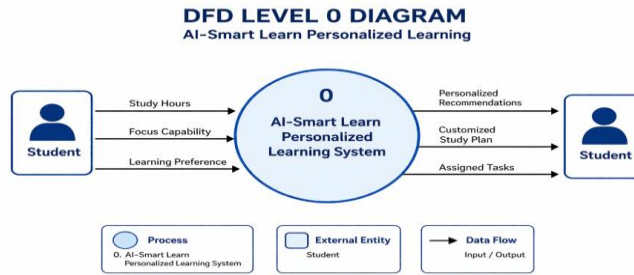 DFD LEVEL 0 DIAGRAM
AI-Smart Learn Personalized Learning
Student
Study Hours
Focus Capability
Learning Preference
0
AI-Smart Learn
Personalized
Learning System
Personalized
Recommendations
Customized
Study Plan
Assigned Tasks
Student
Process
0. AI-Smart Learn
Personalized Learning System
External Entity
Student
Data Flow
Input / Output